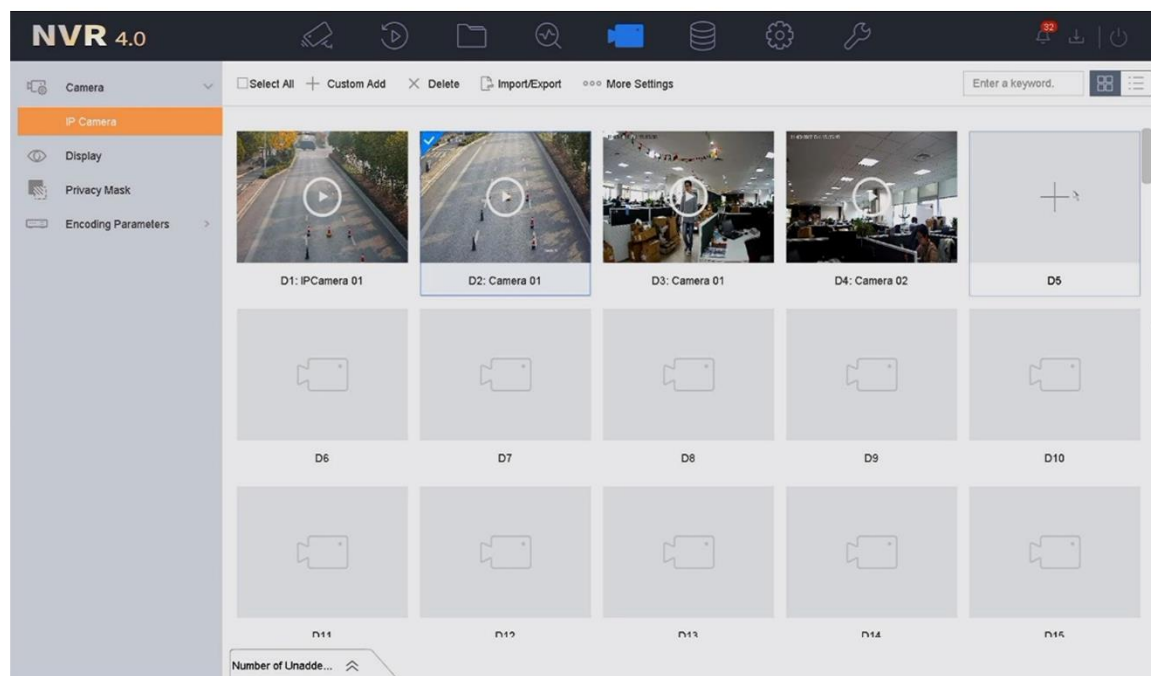 NVR 4.0
32
Camera
Select All
Custom Add
Delete
Import/Export
More Settings
Enter a keyword.
IP Camera
Display
Privacy Mask
Encoding Parameters
D1: IPCamera 01
D2: Camera 01
D3: Camera 01
D4: Camera 02
D5
D6
D7
D8
D9
D10
D11
D12
D13
D14
D15
Number of Unadde...